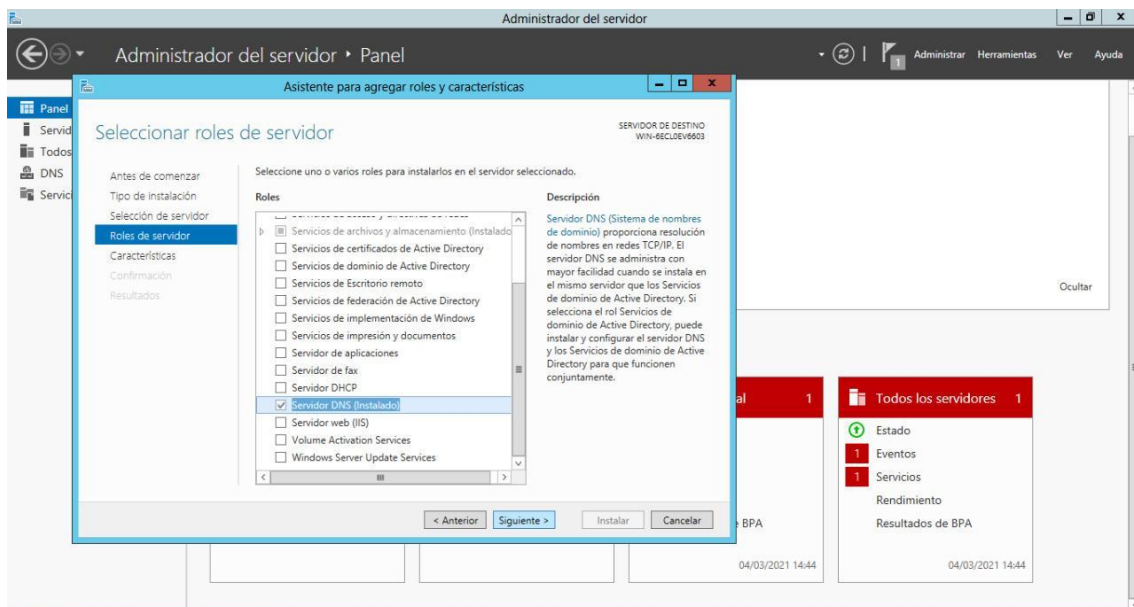 Administrador del servidor
Administrador del servidor ‣ Panel
1
Administrar Herramientas Ver Ayuda
Panel
Servid
Todos
DNS
Servici
Asistente para agregar roles y características
Seleccionar roles de servidor
SERVIDOR DE DESTINO
WIN-6ECL0EV6603
Antes de comenzar
Tipo de instalación
Selección de servidor
Roles de servidor
Características
Confirmación
Resultados
Seleccione uno o varios roles para instalarlos en el servidor seleccionado.
Roles
Servicios de archivos y almacenamiento (Instalado
Servicios de certificados de Active Directory
Servicios de dominio de Active Directory
Servicios de Escritorio remoto
Servicios de federación de Active Directory
Servicios de implementación de Windows
Servicios de impresión y documentos
Servidor de aplicaciones
Servidor de fax
Servidor DHCP
Servidor DNS (Instalado)
Servidor web (IIS)
Volume Activation Services
Windows Server Update Services
Descripción
Servidor DNS (Sistema de nombres
de dominio) proporciona resolución
de nombres en redes TCP/IP. El
servidor DNS se administra con
mayor facilidad cuando se instala en
el mismo servidor que los Servicios
de dominio de Active Directory. Si
selecciona el rol Servicios de
dominio de Active Directory, puede
instalar y configurar el servidor DNS
y los Servicios de dominio de Active
Directory para que funcionen
conjuntamente.
< Anterior Siguiente > Instalar Cancelar
Ocultar
al 1
BPA
04/03/2021 14:44
Todos los servidores 1
Estado
1 Eventos
1 Servicios
Rendimiento
Resultados de BPA
04/03/2021 14:44